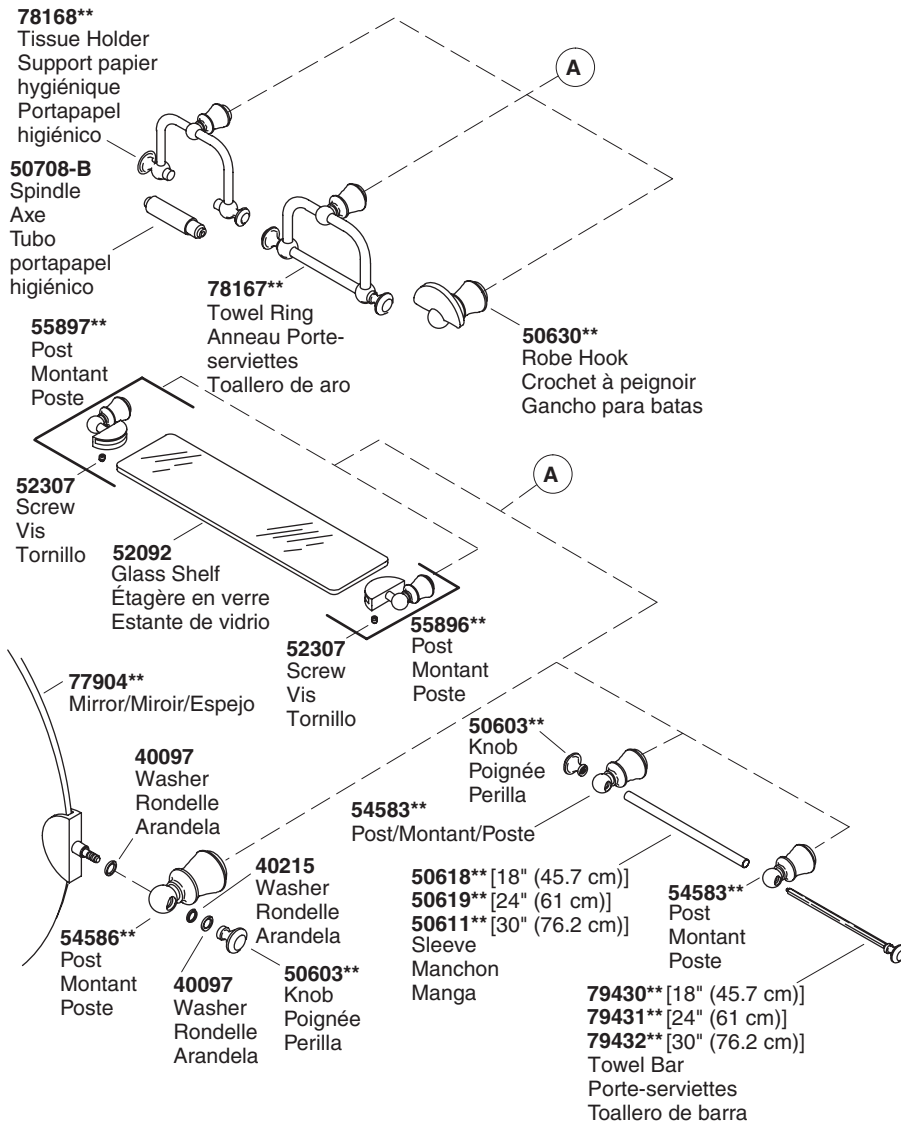 78168**
Tissue Holder
Support papier
hygiénique
Portapapel
higiénico
A
50708-B
Spindle
Axe
Tubo
portapapel
higiénico
78167**
Towel Ring
Anneau Porte-
serviettes
Toallero de aro
50630**
Robe Hook
Crochet à peignoir
Gancho para batas
55897**
Post
Montant
Poste
A
52307
Screw
Vis
Tornillo
52092
Glass Shelf
Étagère en verre
Estante de vidrio
52307
Screw
Vis
Tornillo
55896**
Post
Montant
Poste
77904**
Mirror/Miroir/Espejo
40097
Washer
Rondelle
Arandela
50603**
Knob
Poignée
Perilla
54583**
Post/Montant/Poste
40215
Washer
Rondelle
Arandela
50618** [18" (45.7 cm)]
50619** [24" (61 cm)]
50611** [30" (76.2 cm)]
Sleeve
Manchon
Manga
54583**
Post
Montant
Poste
54586**
Post
Montant
Poste
40097
Washer
Rondelle
Arandela
50603**
Knob
Poignée
Perilla
79430** [18" (45.7 cm)]
79431** [24" (61 cm)]
79432** [30" (76.2 cm)]
Towel Bar
Porte-serviettes
Toallero de barra